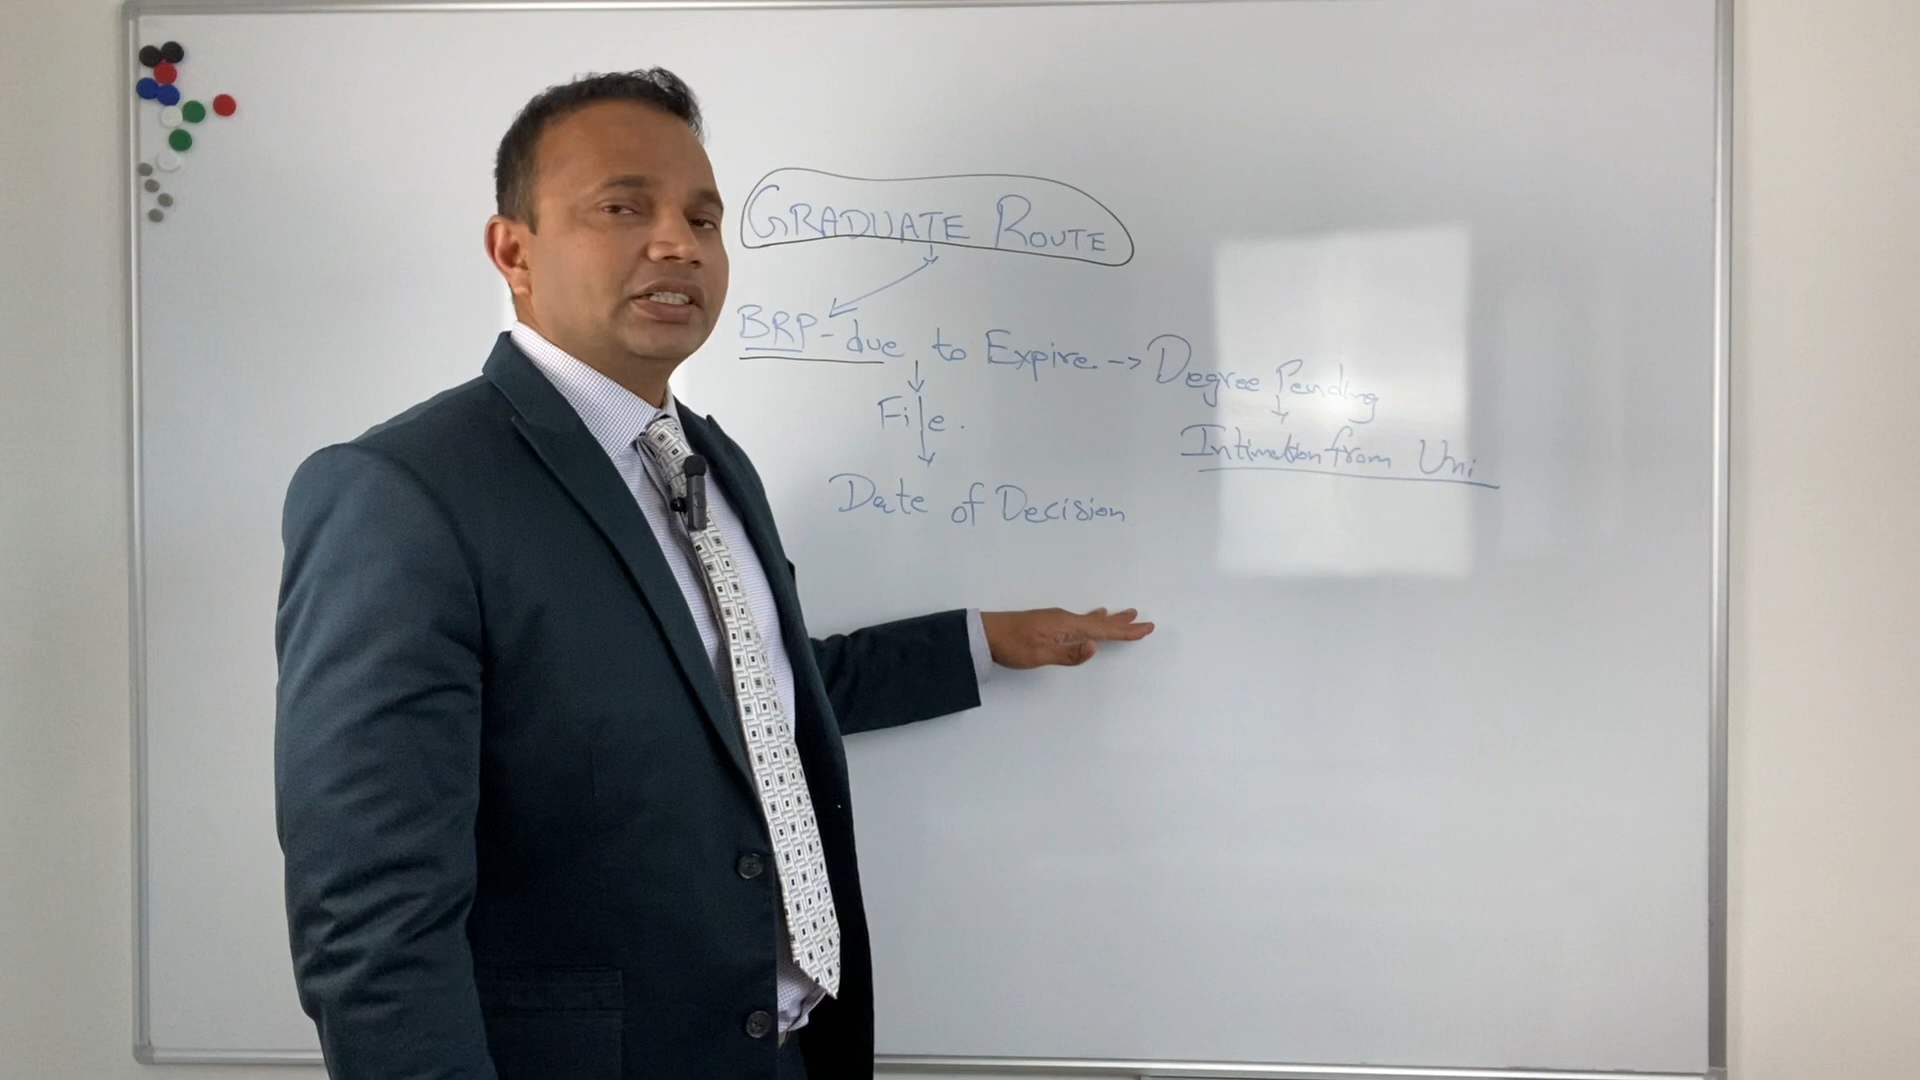 GRADUATE ROUTE
BRP - due to Expire -> Degree Pending
File.
Intimation from Uni
Date of Decision